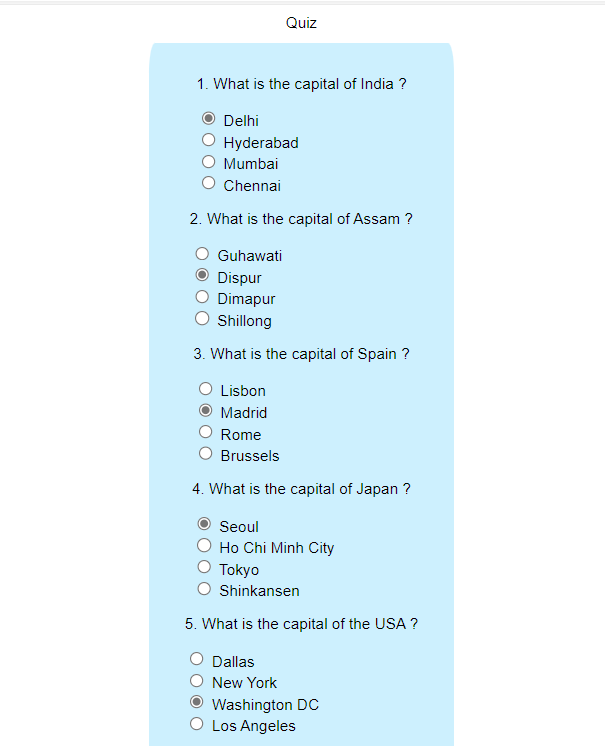 Quiz
1. What is the capital of India ?
Delhi
Hyderabad
Mumbai
Chennai
2. What is the capital of Assam ?
Guhawati
Dispur
Dimapur
Shillong
3. What is the capital of Spain ?
Lisbon
Madrid
Rome
Brussels
4. What is the capital of Japan ?
Seoul
Ho Chi Minh City
Tokyo
Shinkansen
5. What is the capital of the USA ?
Dallas
New York
Washington DC
Los Angeles